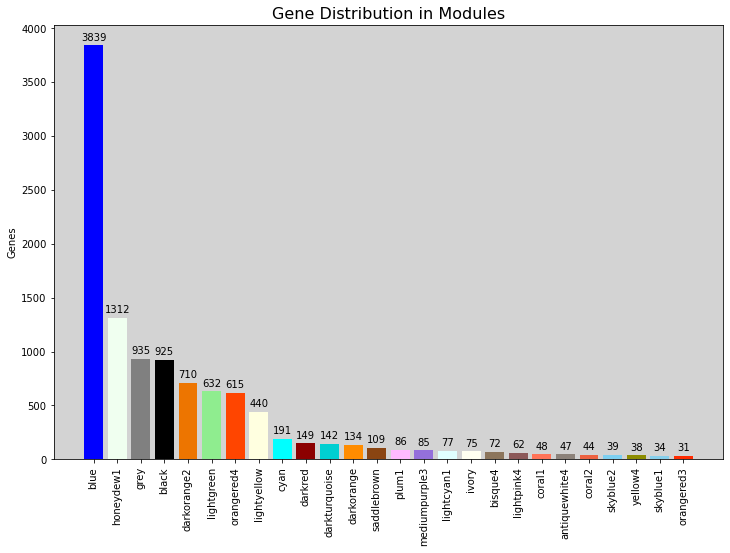 Gene Distribution in Modules
Genes
4000
3500
3000
2500
2000
1500
1000
500
0
3839
1312
935
925
710
632
615
440
191
149
142
134
109
86
85
77
75
72
62
48
47
44
39
38
34
31
blue
honeydew1
grey
black
darkorange2
lightgreen
orangered4
lightyellow
cyan
darkred
darkturquoise
darkorange
saddlebrown
plum1
mediumpurple3
lightcyan1
ivory
bisque4
lightpink4
coral1
antiquewhite4
coral2
skyblue2
yellow4
skyblue1
orangered3